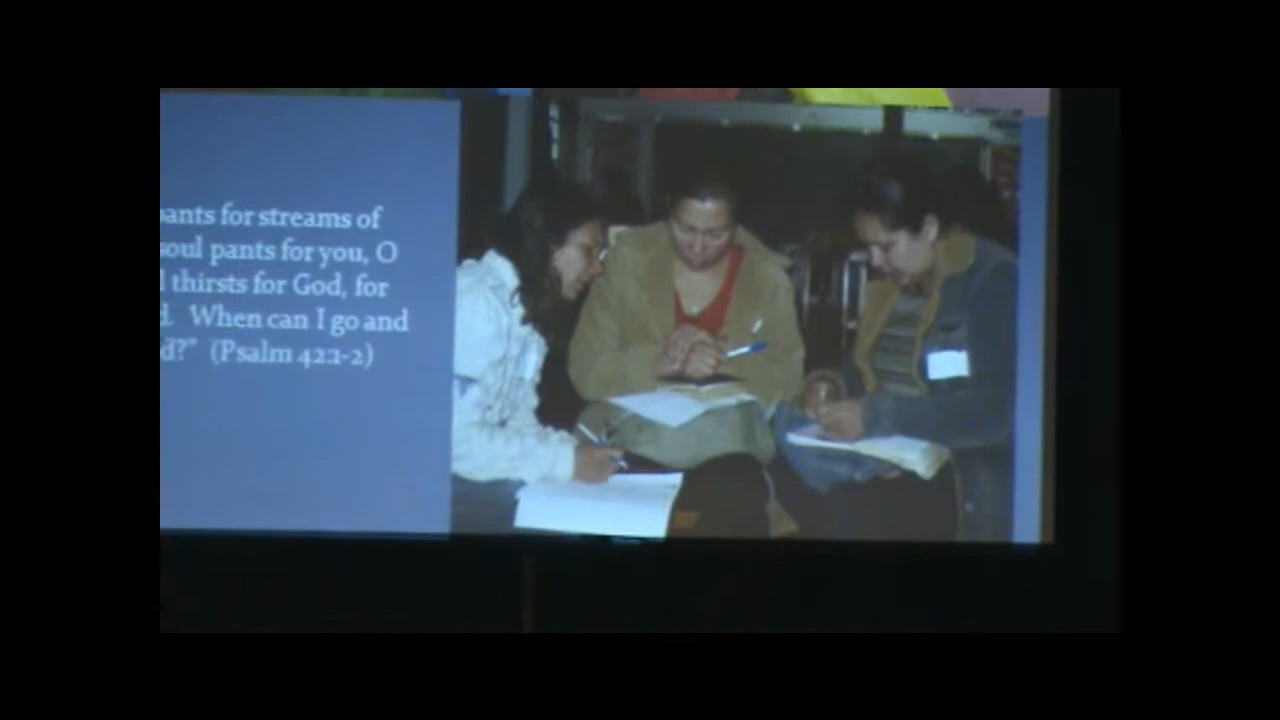 pants for streams of
soul pants for you, O
thirsts for God, for
When can I go and
(Psalm 42:1-2)